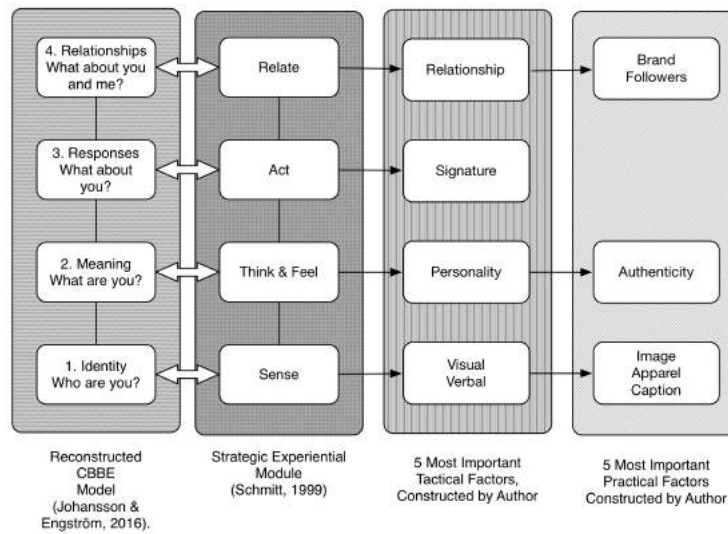 4. Relationships
What about you
and me?
Relate
Relationship
Brand
Followers
3. Responses
What about
you?
Act
Signature
2. Meaning
What are you?
Think & Feel
Personality
Authenticity
1. Identity
Who are you?
Sense
Visual
Verbal
Image
Apparel
Caption
Reconstructed
CBBE
Model
(Johansson &
Engström, 2016).
Strategic Experiential
Module
(Schmitt, 1999)
5 Most Important
Tactical Factors,
Constructed by Author
5 Most Important
Practical Factors
Constructed by Author